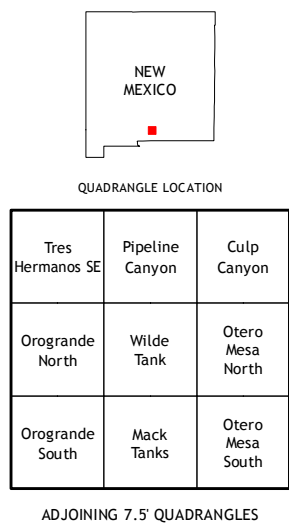 NEW
MEXICO
QUADRANGLE LOCATION
Tres
Hermanos SE
Pipeline
Canyon
Culp
Canyon
Orogrande
North
Wilde
Tank
Otero
Mesa
North
Orogrande
South
Mack
Tanks
Otero
Mesa
South
ADJOINING 7.5' QUADRANGLES